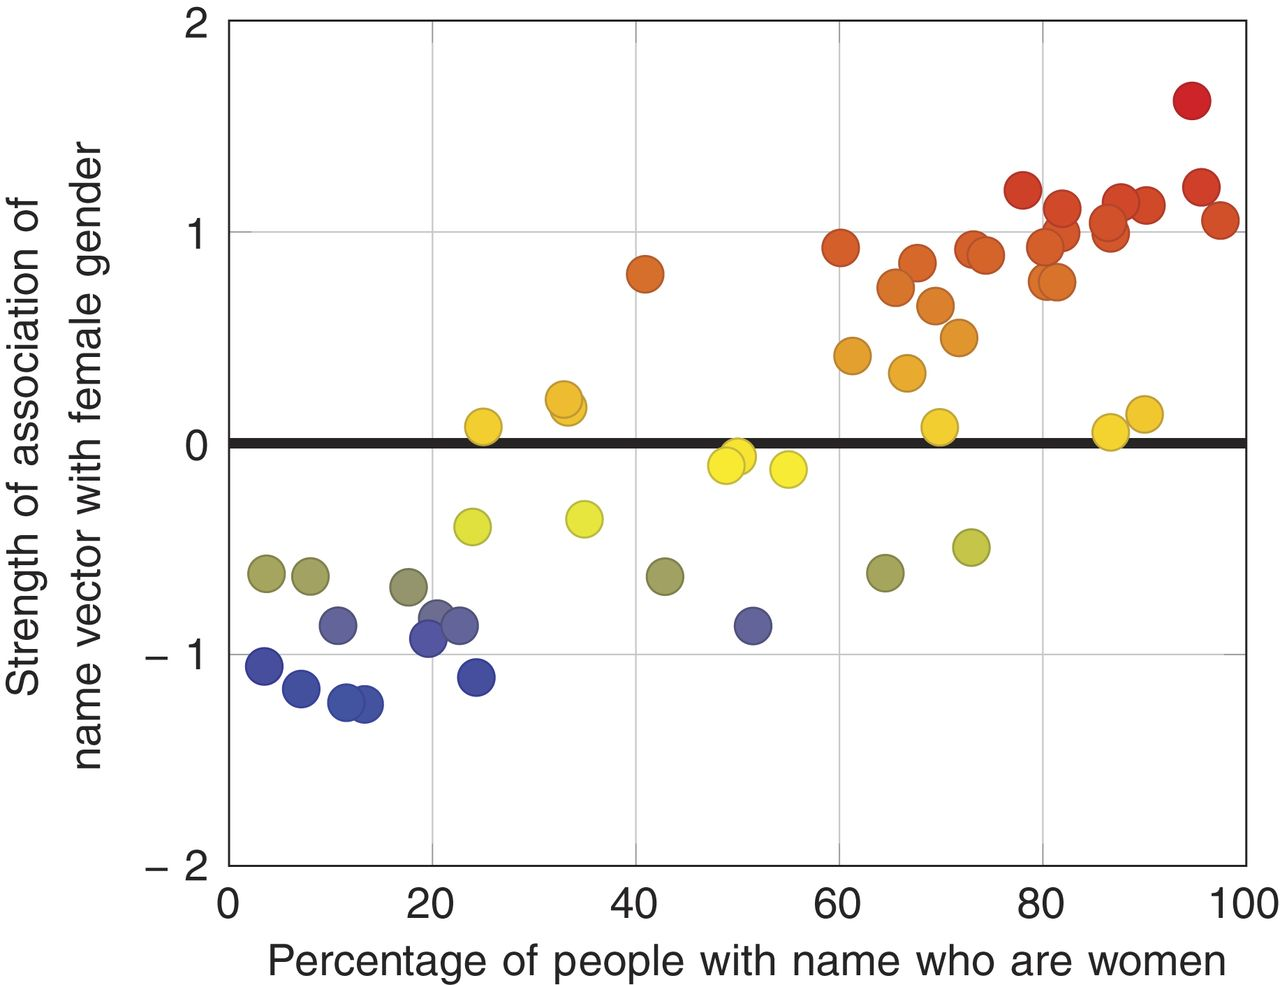 Strength of association of
name vector with female gender
2
1
0
– 1
– 2
0 20 40 60 80 100
Percentage of people with name who are women